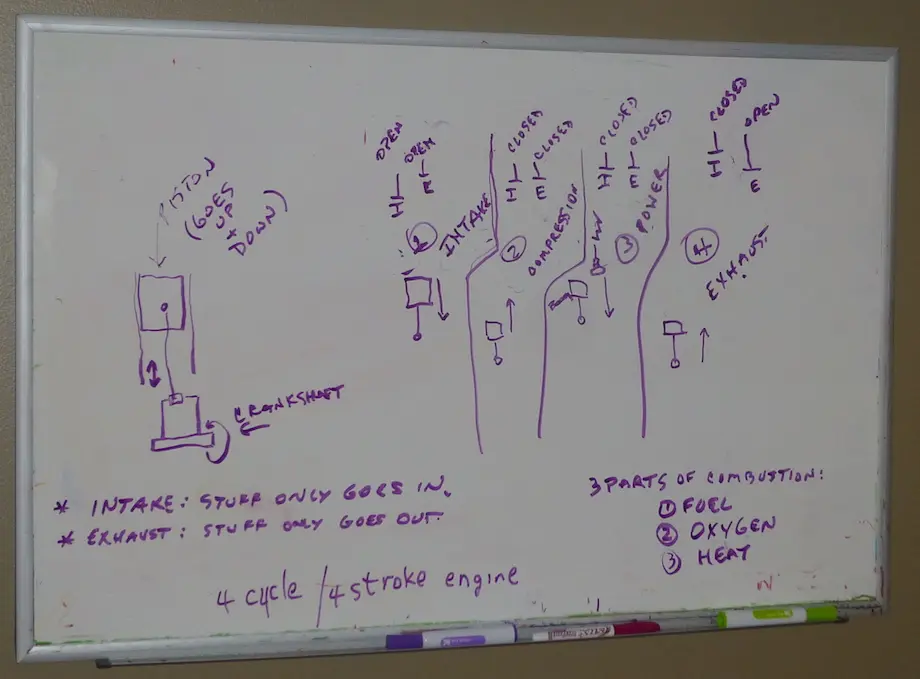 PISTON
(GOES
UP
+
DOWN)
CRANKSHAFT
OPEN
OPEN
H
E
1
INTAKE
CLOSED
CLOSED
H
E
2
COMPRESSION
CLOSED
CLOSED
H
E
3
POWER
CLOSED
OPEN
H
E
4
EXHAUST
* INTAKE: STUFF ONLY GOES IN.
* EXHAUST: STUFF ONLY GOES OUT.
4 cycle / 4 stroke engine
3 PARTS OF COMBUSTION:
1 FUEL
2 OXYGEN
3 HEAT